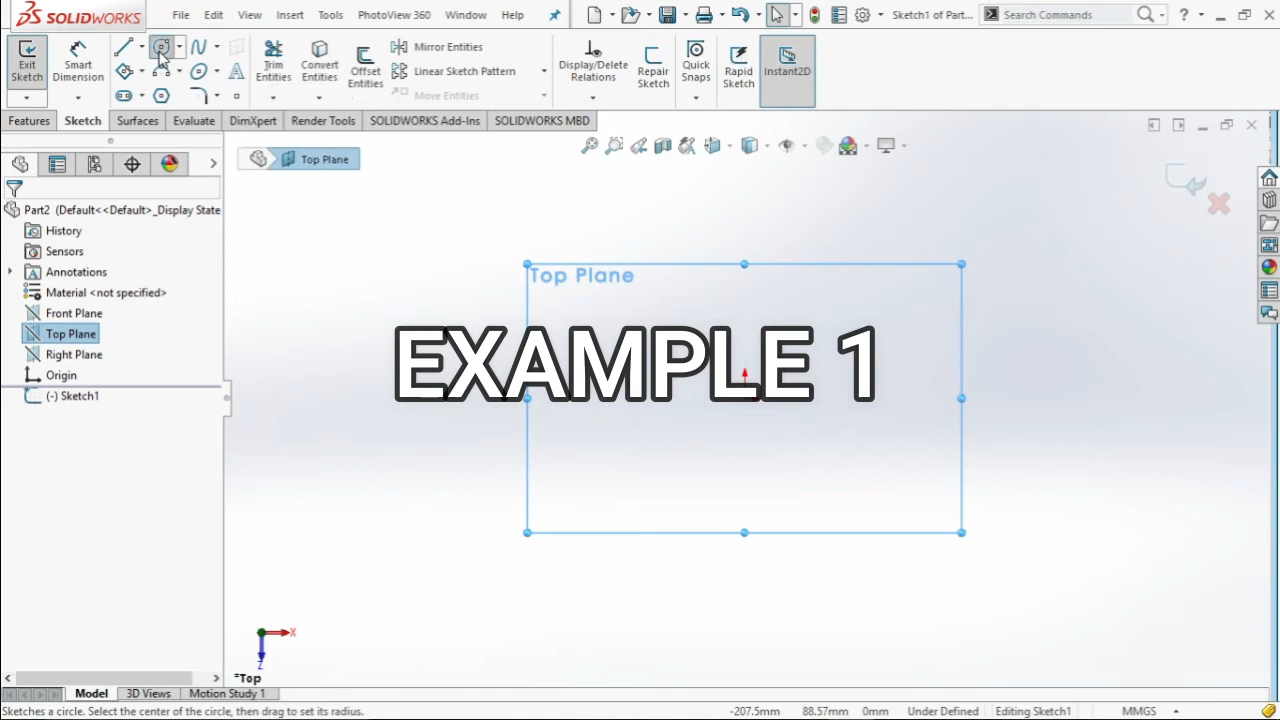 SOLIDWORKS
File Edit View Insert Tools PhotoView 360 Window Help
Sketch1 of Part...
Search Commands
?
Exit Sketch
Smart Dimension
Trim Entities
Convert Entities
Offset Entities
Mirror Entities
Linear Sketch Pattern
Move Entities
Display/Delete Relations
Repair Sketch
Quick Snaps
Rapid Sketch
Instant2D
Features Sketch Surfaces Evaluate DimXpert Render Tools SOLIDWORKS Add-Ins SOLIDWORKS MBD
Top Plane
Part2 (Default<<Default>_Display State
History
Sensors
Annotations
Material <not specified>
Front Plane
Top Plane
Right Plane
Origin
(-) Sketch1
Top Plane
EXAMPLE 1
X
Z
*Top
Model 3D Views Motion Study 1
Sketches a circle. Select the center of the circle, then drag to set its radius.
-207.5mm 88.57mm 0mm Under Defined Editing Sketch1 MMGS